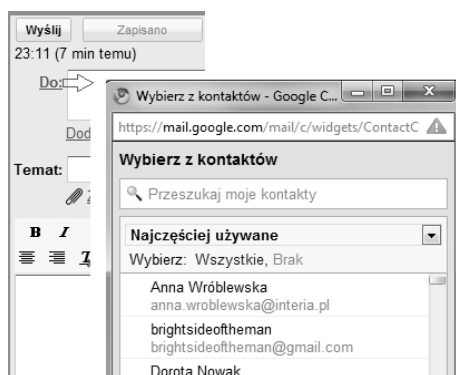 Wyślij Zapisano
23:11 (7 min temu)
Do:
Dod
Temat:
B I T
Wybierz z kontaktów - Google C...
https://mail.google.com/mail/c/widgets/ContactC
Wybierz z kontaktów
Przeszukaj moje kontakty
Najczęściej używane
Wybierz: Wszystkie, Brak
Anna Wróblewska
anna.wroblewska@interia.pl
brightsideoftheman
brightsideoftheman@gmail.com
Dorota Nowak